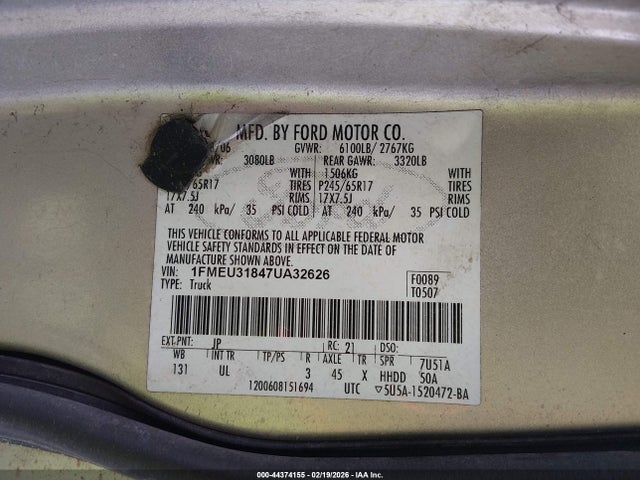 MFD. BY FORD MOTOR CO.
/06 GVWR: 6100LB/ 2767KG
WR: 3080LB REAR GAWR: 3320LB
WITH 1506KG WITH
/65R17 TIRES P245/65R17 TIRES
17X7.5J RIMS 17X7.5J RIMS
AT 240 kPa/ 35 PSI COLD AT 240 kPa/ 35 PSI COLD
THIS VEHICLE CONFORMS TO ALL APPLICABLE FEDERAL MOTOR
VEHICLE SAFETY STANDARDS IN EFFECT ON THE DATE OF
MANUFACTURE SHOWN ABOVE.
VIN: 1FMEU31847UA32626 F0089
TYPE: Truck T0507
EXT PNT: JP RC: 21 DSO:
WB INT TR TP/PS R AXLE TR SPR 7U51A
131 UL 3 45 X HHDD 50A
1200608151694 UTC ▽5U5A-1520472-BA
000-44374155 - 02/19/2026 - IAA Inc.